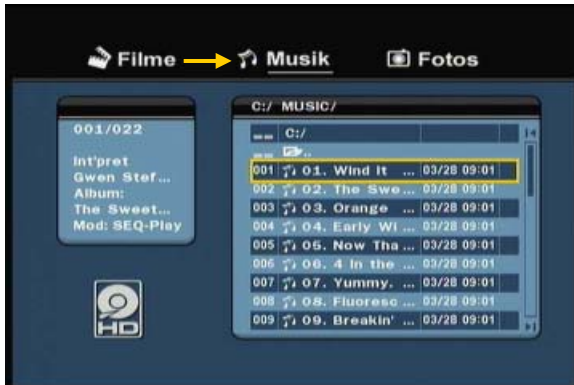 Filme
Musik
Fotos
001/022
Int'pret
Gwen Stef...
Album:
The Sweet...
Mod: SEQ-Play
HD
C:/ MUSIC/
__ C:/
__ ..
001 01. Wind It ... 03/28 09:01
002 02. The Swe... 03/28 09:01
003 03. Orange ... 03/28 09:01
004 04. Early Wi ... 03/28 09:01
005 05. Now Tha ... 03/28 09:01
006 06. 4 In the ... 03/28 09:01
007 07. Yummy. ... 03/28 09:01
008 08. Fluoresc ... 03/28 09:01
009 09. Breakin' ... 03/28 09:01